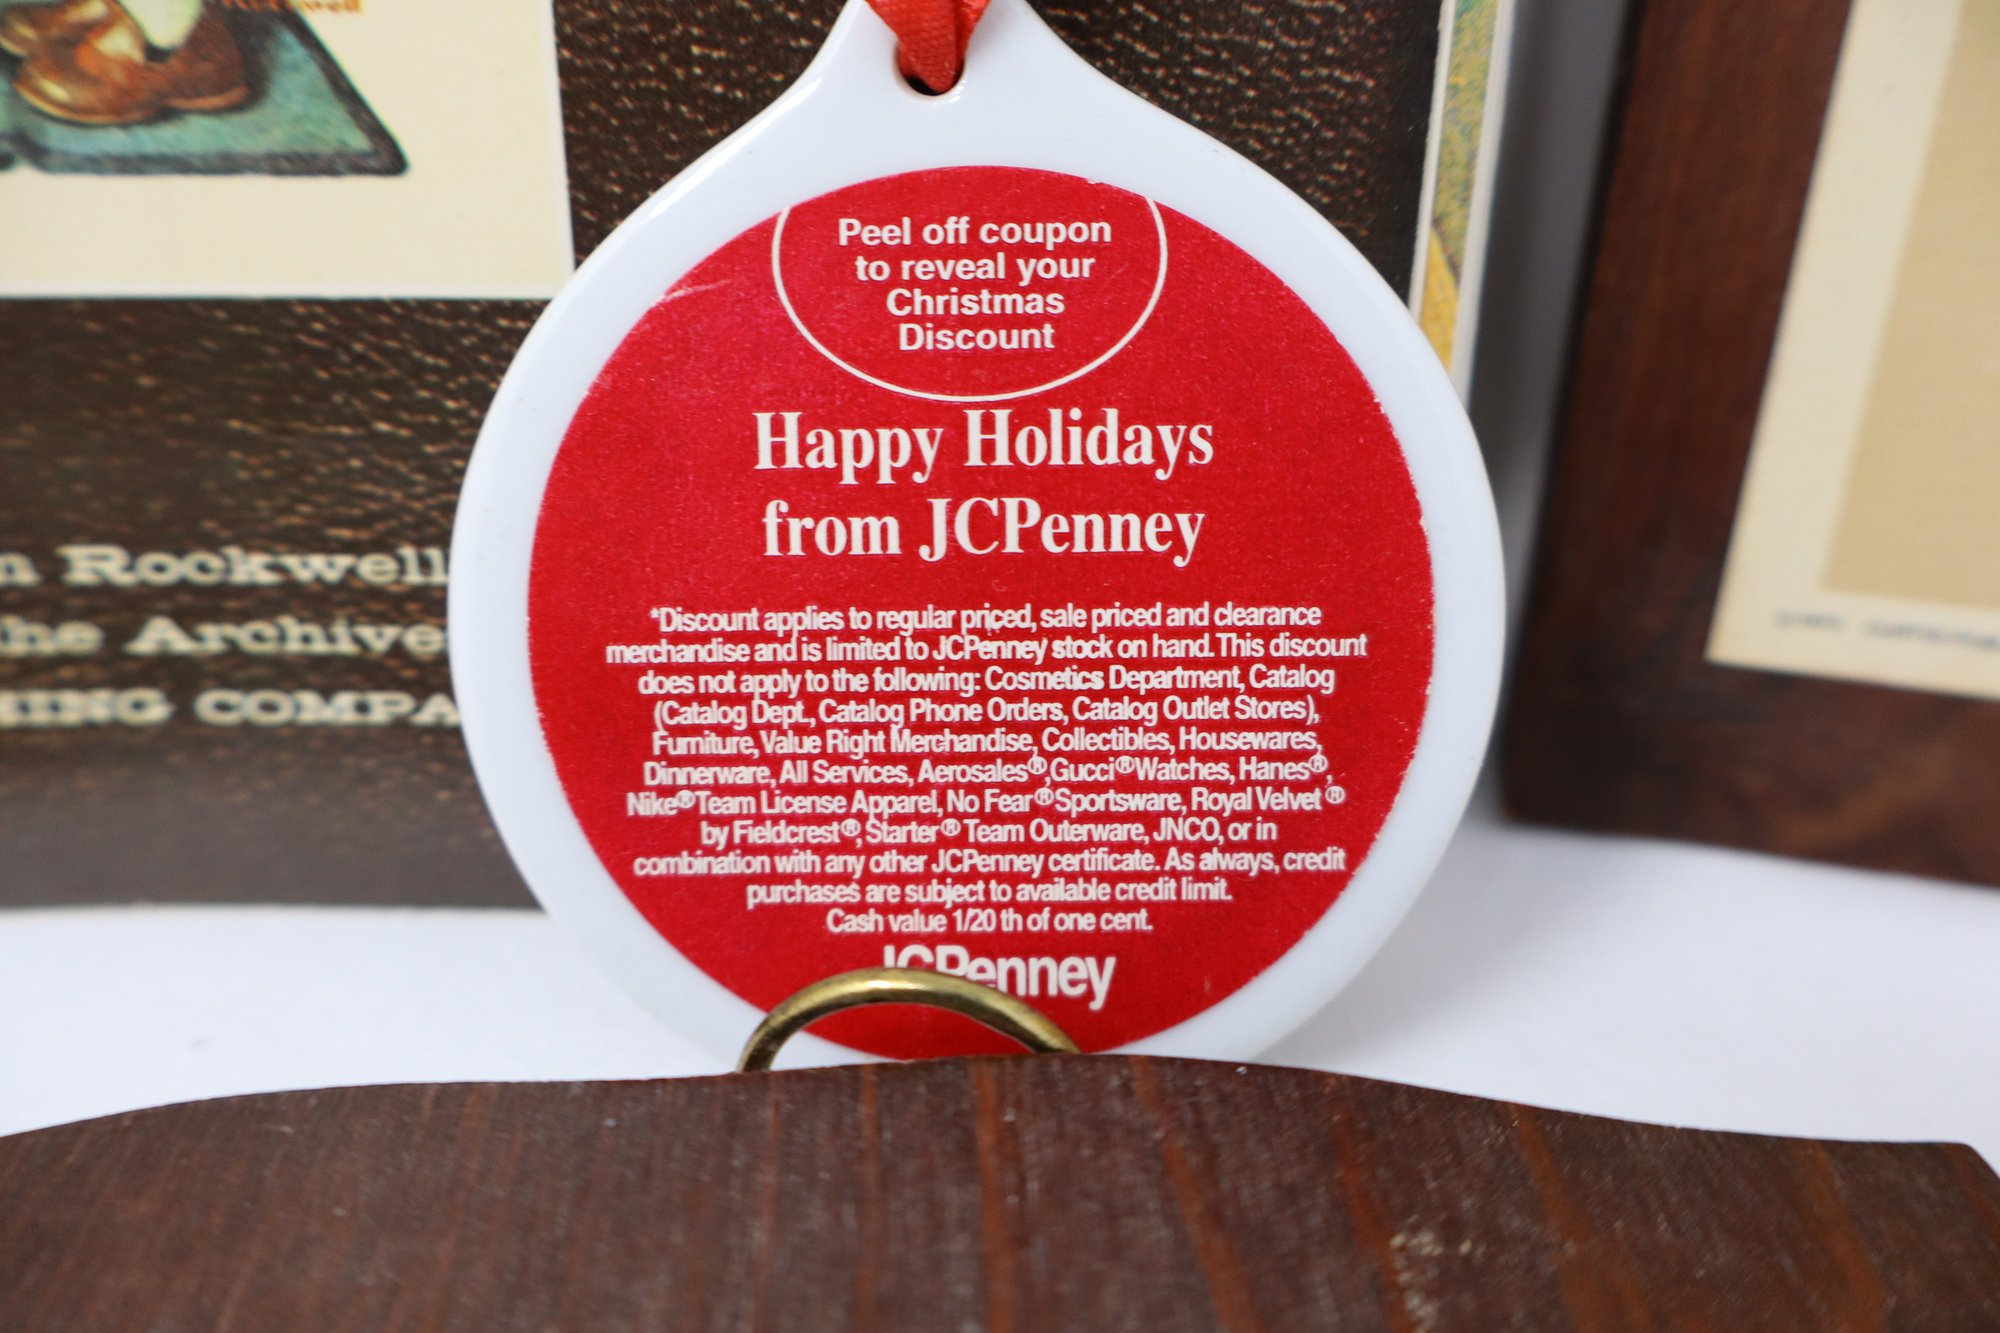 Peel off coupon
to reveal your
Christmas
Discount
Happy Holidays
from JCPenney
*Discount applies to regular priced, sale priced and clearance
merchandise and is limited to JCPenney stock on hand. This discount
does not apply to the following: Cosmetics Department, Catalog
(Catalog Dept., Catalog Phone Orders, Catalog Outlet Stores),
Furniture, Value Right Merchandise, Collectibles, Housewares,
Dinnerware, All Services, Aerosales®, Gucci® Watches, Hanes®,
Nike® Team License Apparel, No Fear® Sportsware, Royal Velvet®
by Fieldcrest®, Starter® Team Outerware, JNCO, or in
combination with any other JCPenney certificate. As always, credit
purchases are subject to available credit limit.
Cash value 1/20 th of one cent.
JCPenney
n Rockwell
he Archive
HING COMPA